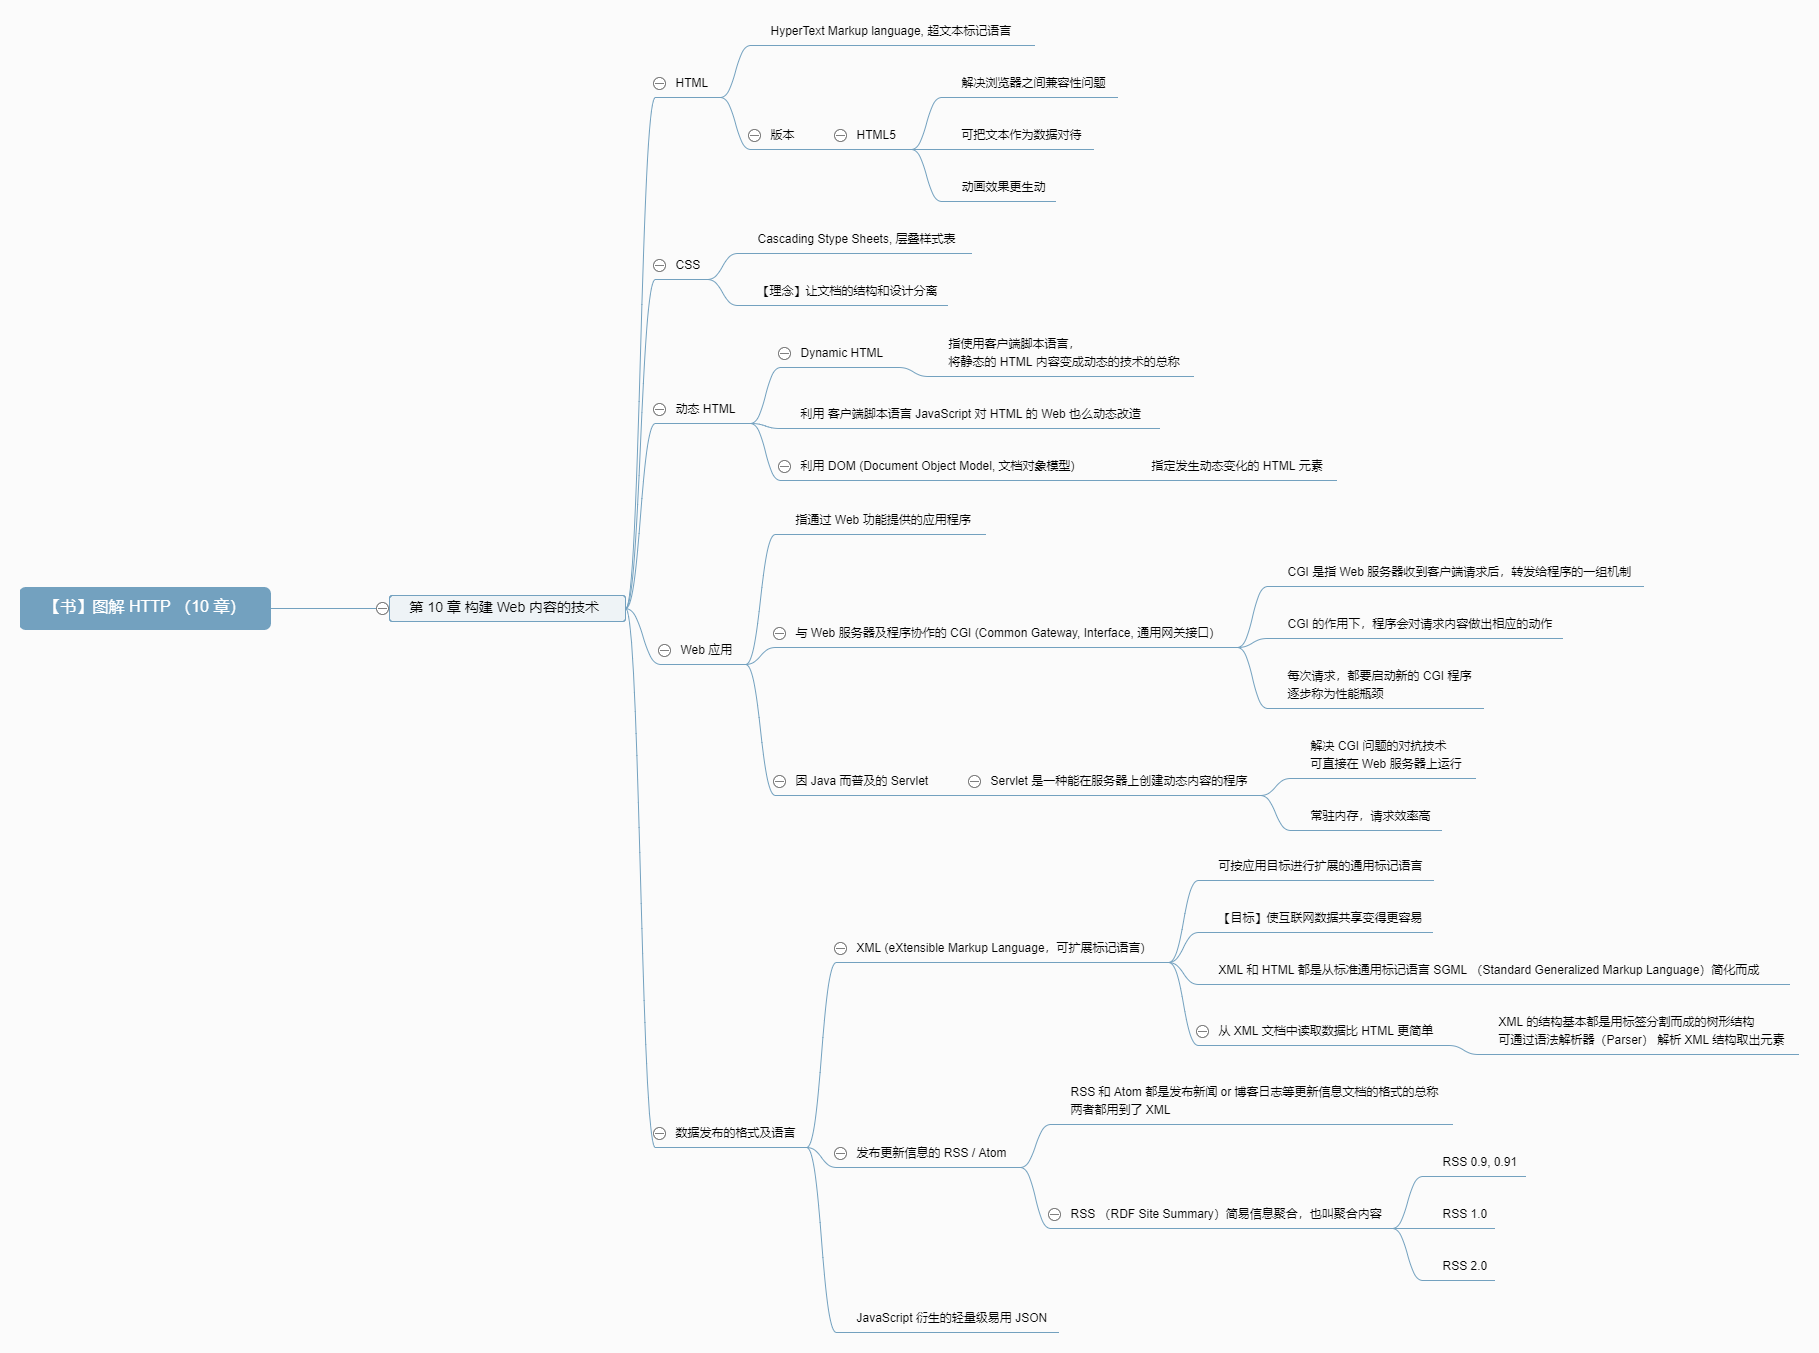 【书】图解 HTTP （10 章）
第 10 章 构建 Web 内容的技术
HTML
HyperText Markup language, 超文本标记语言
版本
HTML5
解决浏览器之间兼容性问题
可把文本作为数据对待
动画效果更生动
CSS
Cascading Stype Sheets, 层叠样式表
【理念】让文档的结构和设计分离
动态 HTML
Dynamic HTML
指使用客户端脚本语言，
将静态的 HTML 内容变成动态的技术的总称
利用 客户端脚本语言 JavaScript 对 HTML 的 Web 也么动态改造
利用 DOM (Document Object Model, 文档对象模型)
指定发生动态变化的 HTML 元素
Web 应用
指通过 Web 功能提供的应用程序
与 Web 服务器及程序协作的 CGI (Common Gateway, Interface, 通用网关接口)
CGI 是指 Web 服务器收到客户端请求后，转发给程序的一组机制
CGI 的作用下，程序会对请求内容做出相应的动作
每次请求，都要启动新的 CGI 程序
逐步称为性能瓶颈
因 Java 而普及的 Servlet
Servlet 是一种能在服务器上创建动态内容的程序
解决 CGI 问题的对抗技术
可直接在 Web 服务器上运行
常驻内存，请求效率高
数据发布的格式及语言
XML (eXtensible Markup Language，可扩展标记语言)
可按应用目标进行扩展的通用标记语言
【目标】使互联网数据共享变得更容易
XML 和 HTML 都是从标准通用标记语言 SGML （Standard Generalized Markup Language）简化而成
从 XML 文档中读取数据比 HTML 更简单
XML 的结构基本都是用标签分割而成的树形结构
可通过语法解析器（Parser） 解析 XML 结构取出元素
发布更新信息的 RSS / Atom
RSS 和 Atom 都是发布新闻 or 博客日志等更新信息文档的格式的总称
两者都用到了 XML
RSS （RDF Site Summary）简易信息聚合，也叫聚合内容
RSS 0.9, 0.91
RSS 1.0
RSS 2.0
JavaScript 衍生的轻量级易用 JSON